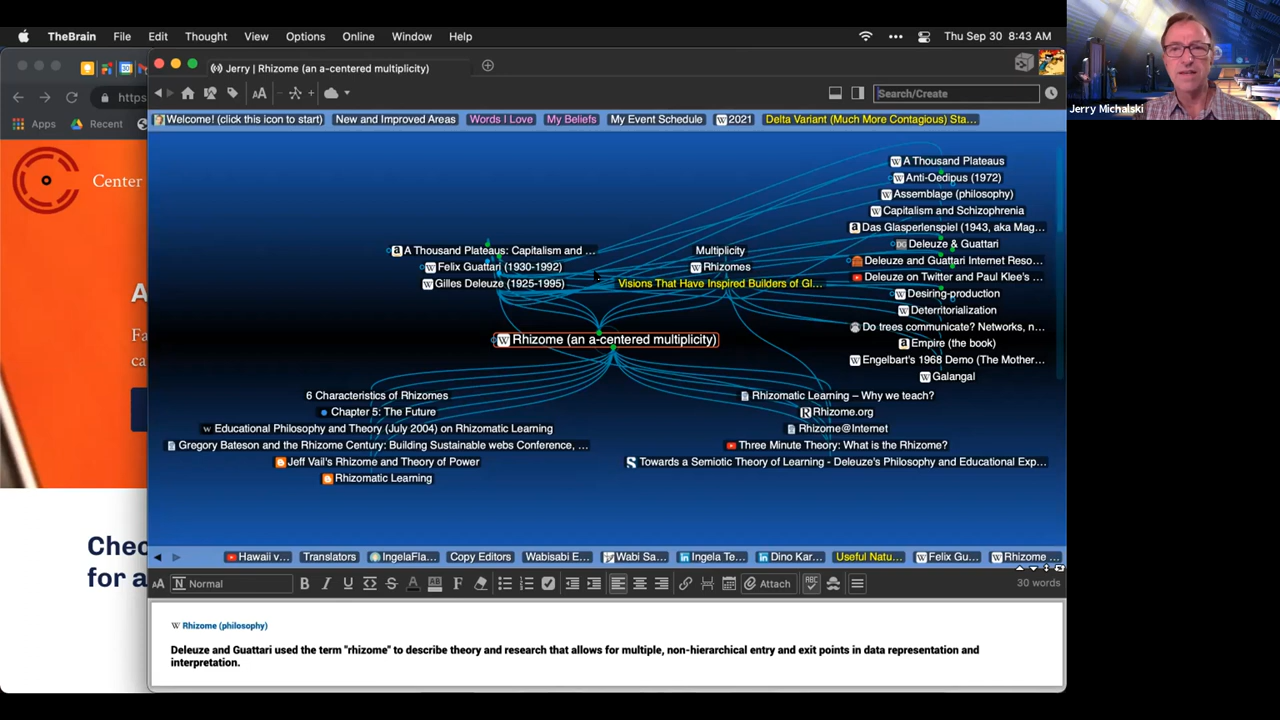 TheBrain File Edit Thought View Options Online Window Help
Thu Sep 30 8:43 AM
Jerry Michalski
Jerry | Rhizome (an a-centered multiplicity)
https
Search/Create
Apps
Recent
Welcome! (click this icon to start)
New and Improved Areas
Words I Love
My Beliefs
My Event Schedule
2021
Delta Variant (Much More Contagious) Sta...
Center
A Thousand Plateaus
Anti-Oedipus (1972)
Assemblage (philosophy)
Capitalism and Schizophrenia
Das Glasperlenspiel (1943, aka Mag...
Deleuze & Guattari
Deleuze and Guattari Internet Reso...
Deleuze on Twitter and Paul Klee's ...
Desiring-production
Deterritorialization
Do trees communicate? Networks, n...
Empire (the book)
Engelbart's 1968 Demo (The Mother...
Galangal
A Thousand Plateaus: Capitalism and ...
Felix Guattari (1930-1992)
Gilles Deleuze (1925-1995)
Multiplicity
Rhizomes
Visions That Have Inspired Builders of Gl...
Rhizome (an a-centered multiplicity)
A
Fa
ca
6 Characteristics of Rhizomes
Chapter 5: The Future
Educational Philosophy and Theory (July 2004) on Rhizomatic Learning
Gregory Bateson and the Rhizome Century: Building Sustainable webs Conference, ...
Jeff Vail's Rhizome and Theory of Power
Rhizomatic Learning
Rhizomatic Learning – Why we teach?
Rhizome.org
Rhizome@Internet
Three Minute Theory: What is the Rhizome?
Towards a Semiotic Theory of Learning - Deleuze's Philosophy and Educational Exp...
Chec
for a
Hawaii v...
Translators
IngelaFla...
Copy Editors
Wabisabi E...
Wabi Sa...
Ingela Te...
Dino Kar...
Useful Natu...
Felix Gu...
Rhizome ...
Normal
Attach
30 words
Rhizome (philosophy)
Deleuze and Guattari used the term "rhizome" to describe theory and research that allows for multiple, non-hierarchical entry and exit points in data representation and
interpretation.